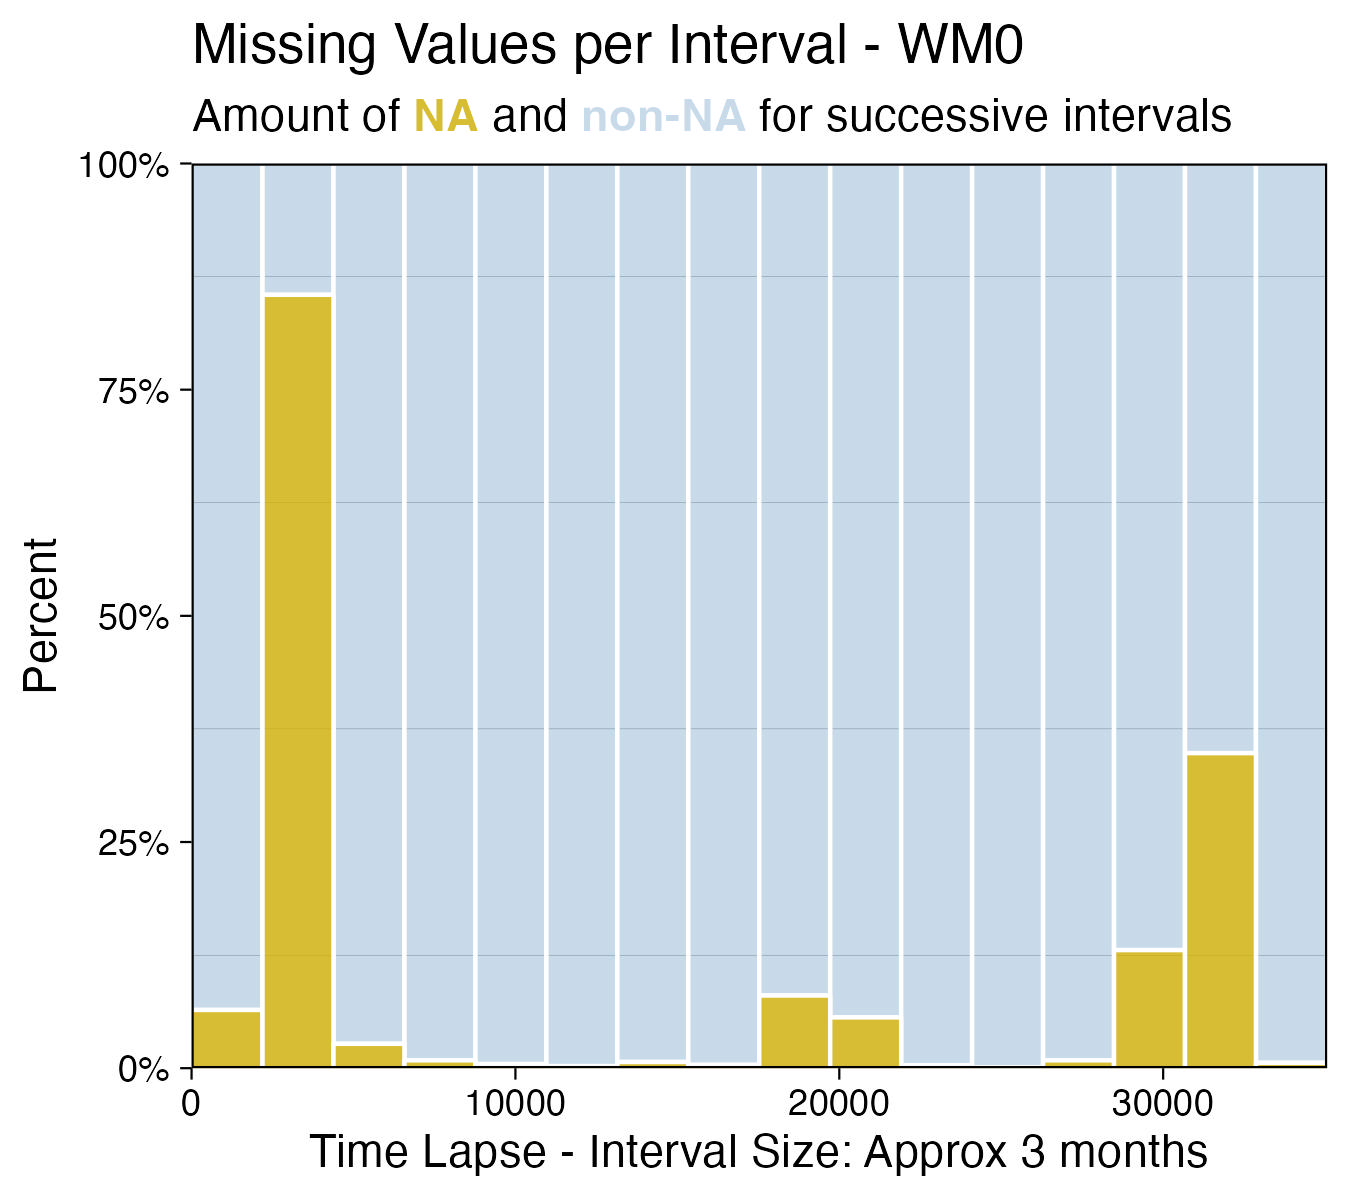 Missing Values per Interval - WM0
Amount of NA and non-NA for successive intervals
100%
75%
50%
25%
0%
Percent
0 10000 20000 30000
Time Lapse - Interval Size: Approx 3 months